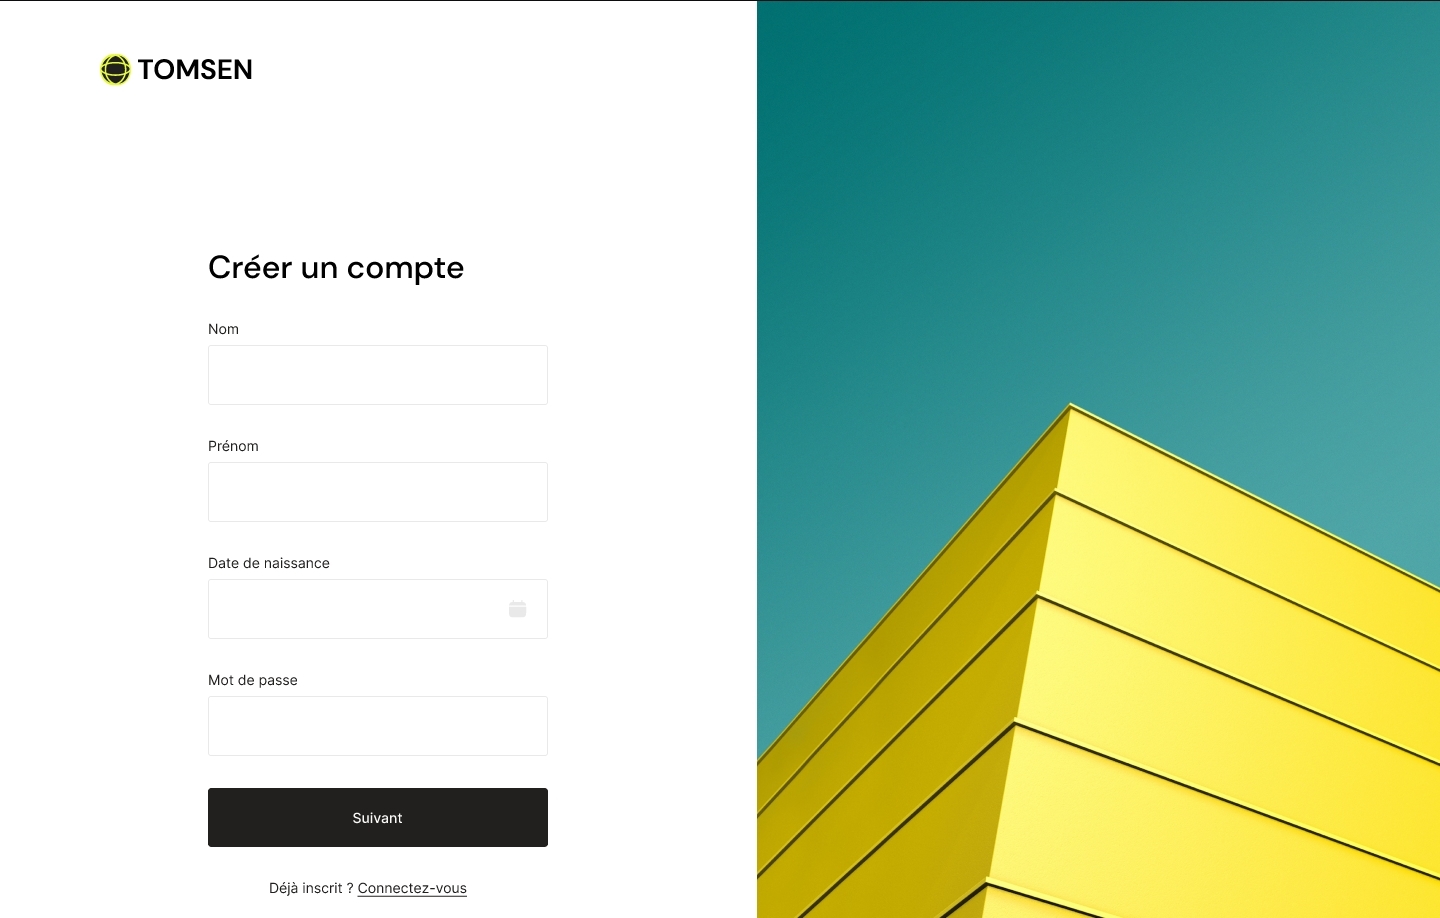 TOMSEN
Créer un compte
Nom
Prénom
Date de naissance
Mot de passe
Suivant
Déjà inscrit ? Connectez-vous